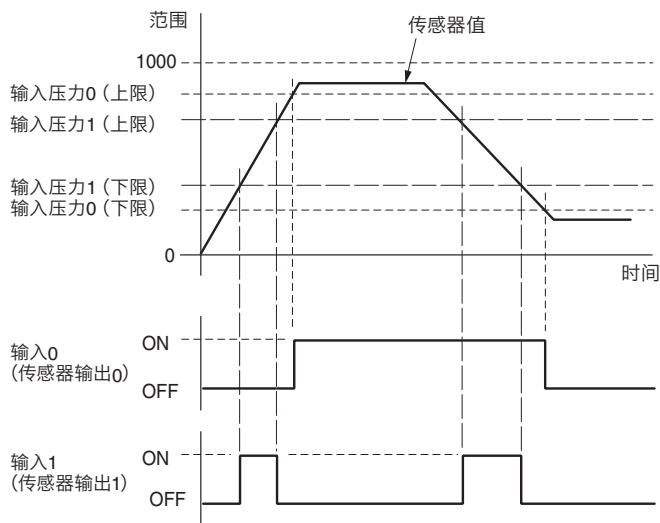 范围
传感器值
1000
输入压力0 (上限)
输入压力1 (上限)
输入压力1 (下限)
输入压力0 (下限)
0
时间
输入0
(传感器输出0)
ON
OFF
输入1
(传感器输出1)
ON
OFF